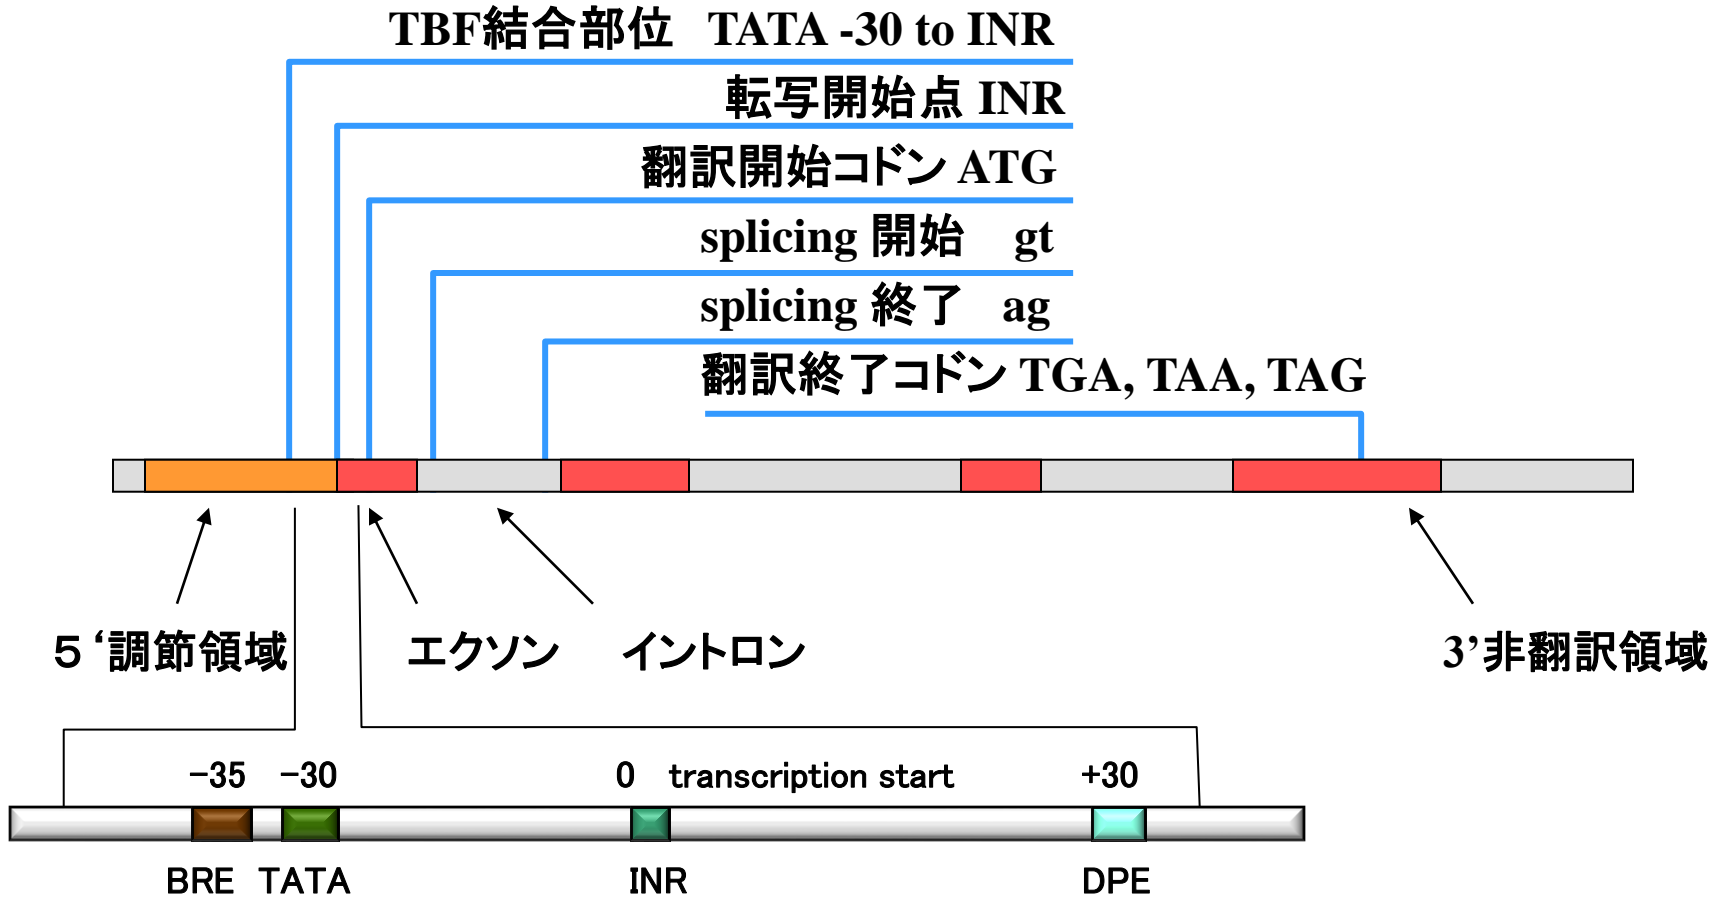 TBF結合部位 TATA -30 to INR
転写開始点 INR
翻訳開始コドン ATG
splicing 開始 gt
splicing 終了 ag
翻訳終了コドン TGA, TAA, TAG
５‘調節領域 エクソン イントロン 3’非翻訳領域
−35 −30 0 transcription start +30
BRE TATA INR DPE